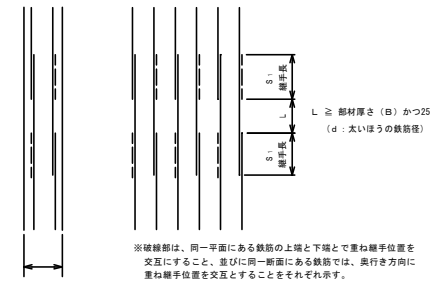 S1
継手長
L
L ≧ 部材厚さ（B）かつ25
（d：太いほうの鉄筋径）
S1
継手長
※破線部は、同一平面にある鉄筋の上端と下端とで重ね継手位置を
交互にすること、並びに同一断面にある鉄筋では、奥行き方向に
重ね継手位置を交互とすることをそれぞれ示す。